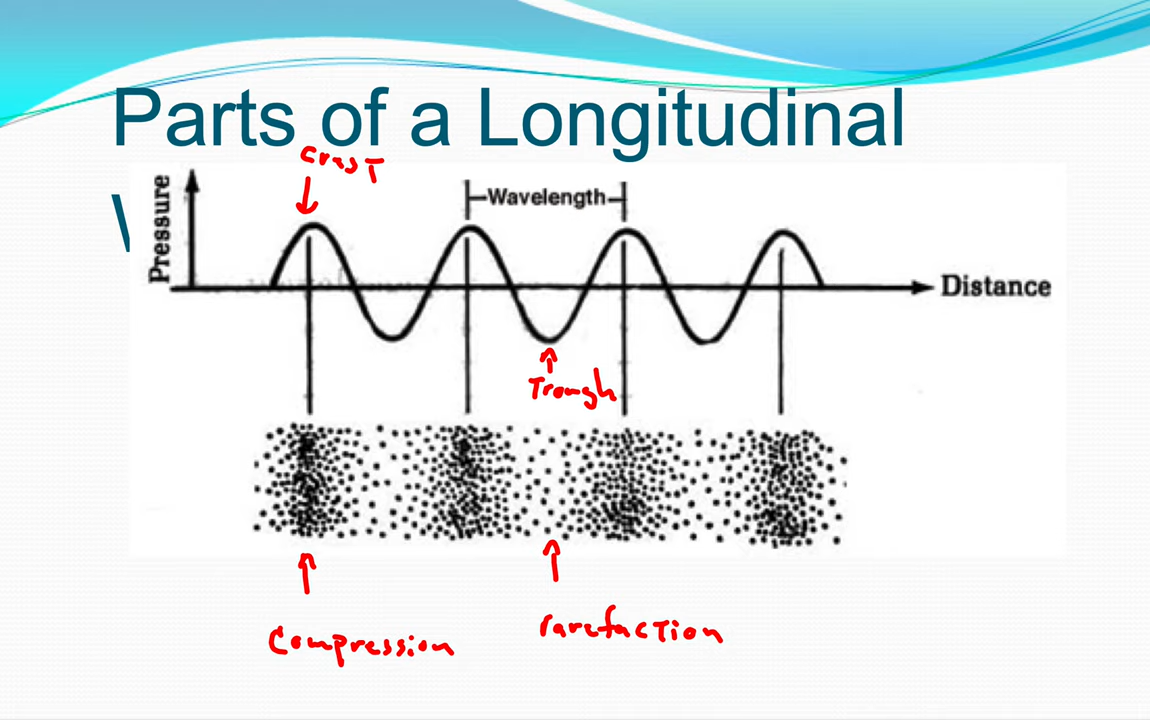 Parts of a Longitudinal
crest
Pressure
Wavelength
Distance
Trough
Compression
rarefaction